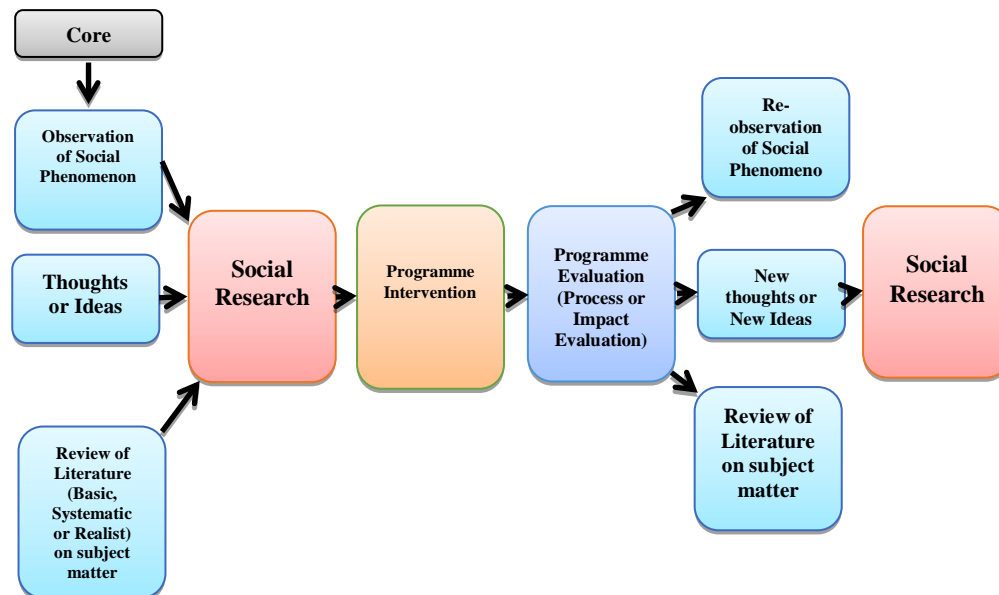 Core
Observation
of Social
Phenomenon
Thoughts
or Ideas
Review of
Literature
(Basic,
Systematic
or Realist)
on subject
matter
Social
Research
Programme
Intervention
Programme
Evaluation
(Process or
Impact
Evaluation)
Re-
observation
of Social
Phenomeno
New
thoughts or
New Ideas
Review of
Literature
on subject
matter
Social
Research